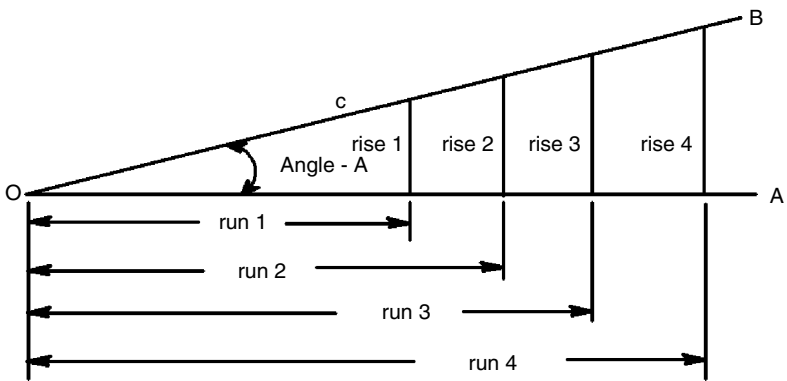 B
c
rise 1 rise 2 rise 3 rise 4
Angle - A
O A
run 1
run 2
run 3
run 4